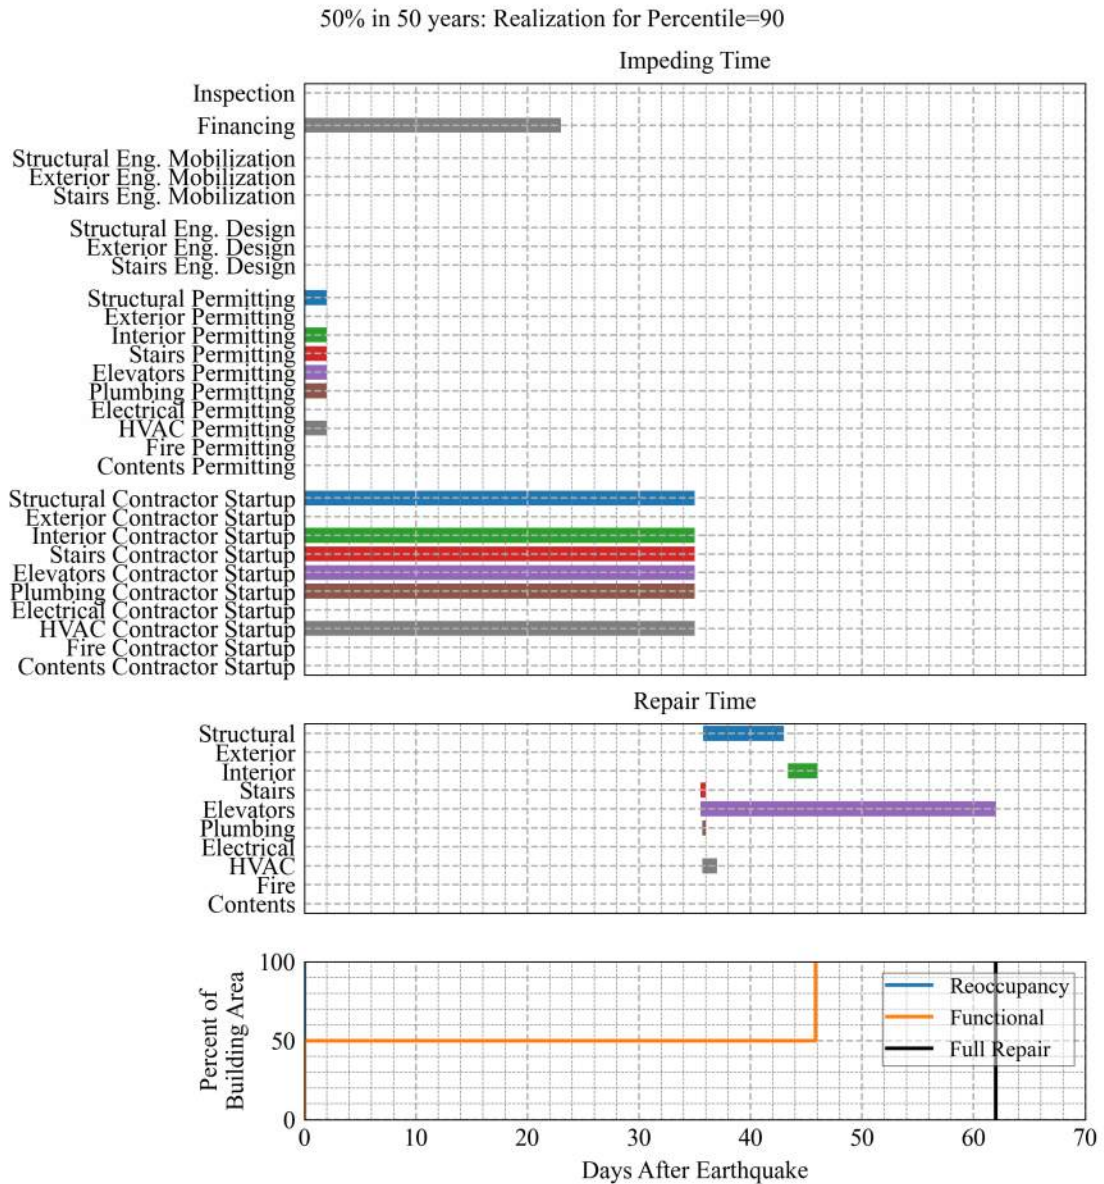 50% in 50 years: Realization for Percentile=90
Impeding Time
Inspection
Financing
Structural Eng. Mobilization
Exterior Eng. Mobilization
Stairs Eng. Mobilization
Structural Eng. Design
Exterior Eng. Design
Stairs Eng. Design
Structural Permitting
Exterior Permitting
Interior Permitting
Stairs Permitting
Elevators Permitting
Plumbing Permitting
Electrical Permitting
HVAC Permitting
Fire Permitting
Contents Permitting
Structural Contractor Startup
Exterior Contractor Startup
Interior Contractor Startup
Stairs Contractor Startup
Elevators Contractor Startup
Plumbing Contractor Startup
Electrical Contractor Startup
HVAC Contractor Startup
Fire Contractor Startup
Contents Contractor Startup
Repair Time
Structural
Exterior
Interior
Stairs
Elevators
Plumbing
Electrical
HVAC
Fire
Contents
Percent of
Building Area
100
50
0
Reoccupancy
Functional
Full Repair
0 10 20 30 40 50 60 70
Days After Earthquake